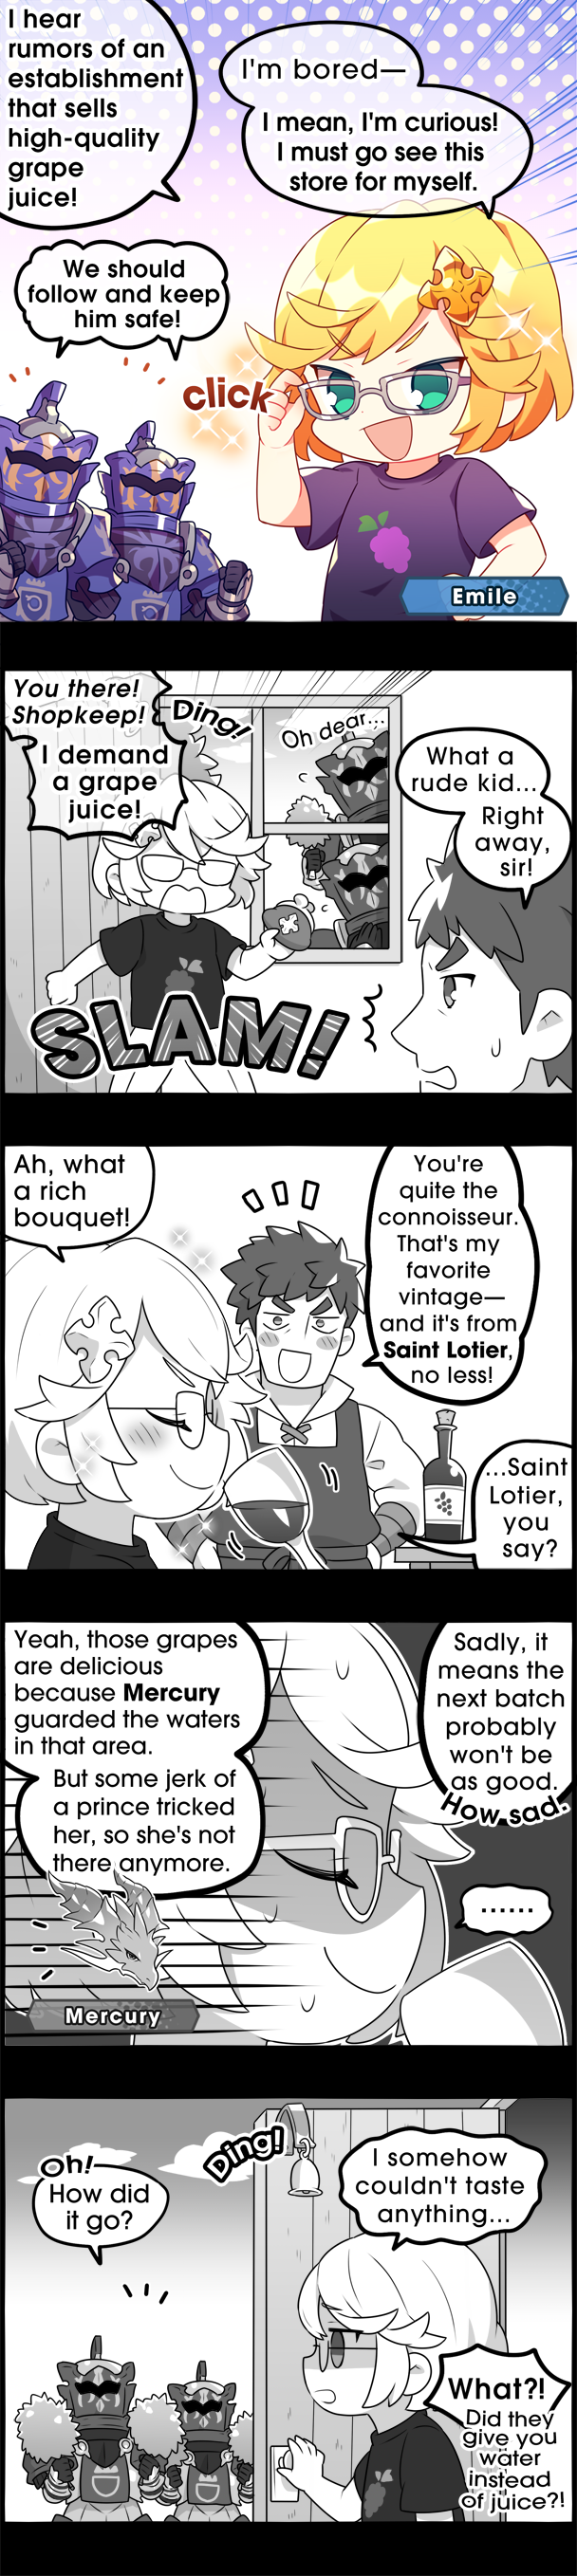 I hear
rumors of an
establishment
that sells
high-quality
grape
juice!
I'm bored—
I mean, I'm curious!
I must go see this
store for myself.
We should
follow and keep
him safe!
click
Emile
You there!
Shopkeep!
I demand
a grape
juice!
Ding!
Oh dear...
What a
rude kid...
Right
away,
sir!
SLAM!
Ah, what
a rich
bouquet!
You're
quite the
connoisseur.
That's my
favorite
vintage—
and it's from
Saint Lotier,
no less!
...Saint
Lotier,
you
say?
Yeah, those grapes
are delicious
because Mercury
guarded the waters
in that area.
But some jerk of
a prince tricked
her, so she's not
there anymore.
Sadly, it
means the
next batch
probably
won't be
as good.
How sad.
......
Mercury
Oh!
How did
it go?
Ding!
I somehow
couldn't taste
anything...
What?!
Did they
give you
water
instead
of juice?!